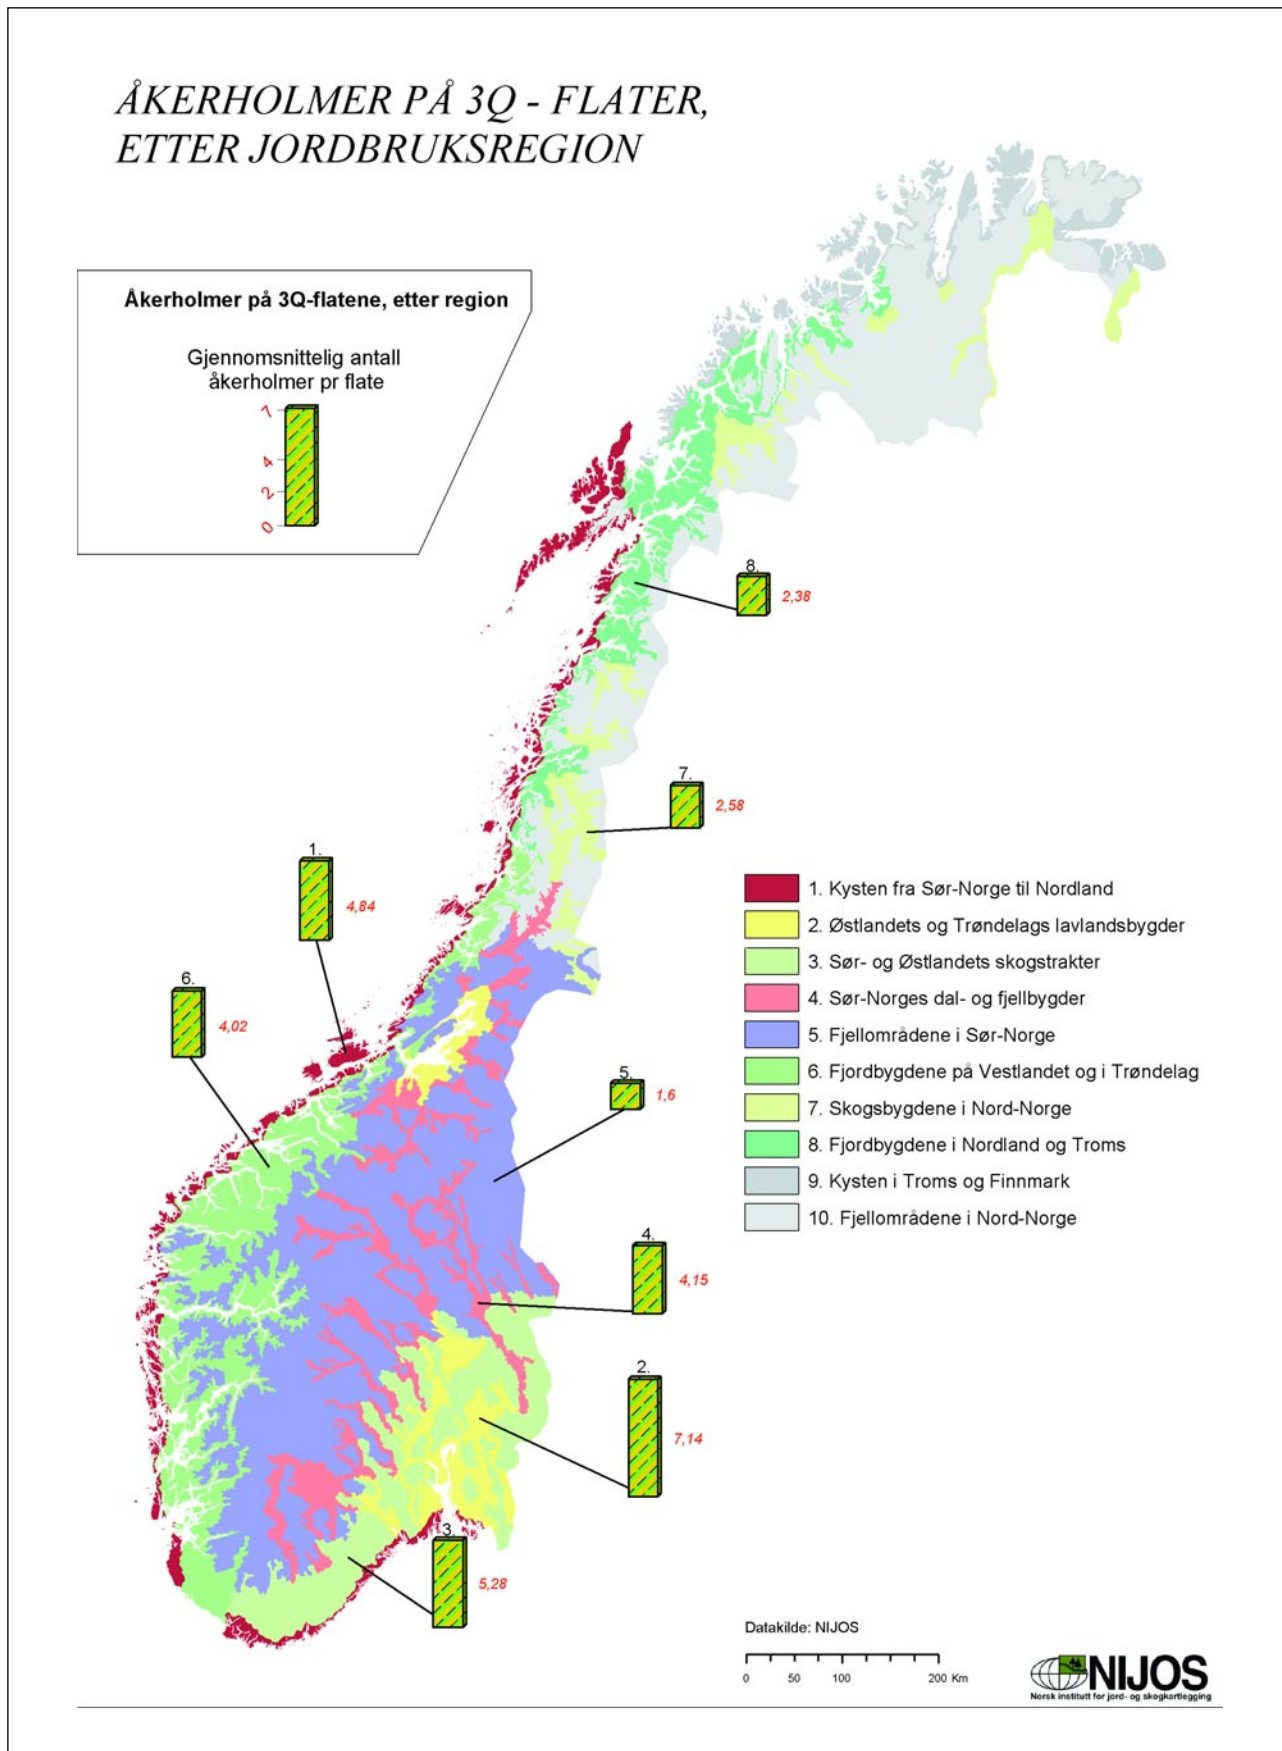 ÅKERHOLMER PÅ 3Q - FLATER,
ETTER JORDBRUKSREGION
Åkerholmer på 3Q-flatene, etter region
Gjennomsnittelig antall
åkerholmer pr flate
7
4
2
0
8.
2,38
7.
2,58
1.
4,84
6.
4,02
5.
1,6
4.
4,15
2.
7,14
3.
5,28
1. Kysten fra Sør-Norge til Nordland
2. Østlandets og Trøndelags lavlandsbygder
3. Sør- og Østlandets skogstrakter
4. Sør-Norges dal- og fjellbygder
5. Fjellområdene i Sør-Norge
6. Fjordbygdene på Vestlandet og i Trøndelag
7. Skogsbygdene i Nord-Norge
8. Fjordbygdene i Nordland og Troms
9. Kysten i Troms og Finnmark
10. Fjellområdene i Nord-Norge
Datakilde: NIJOS
0 50 100 200 Km
NIJOS
Norsk institutt for jord- og skogkartlegging